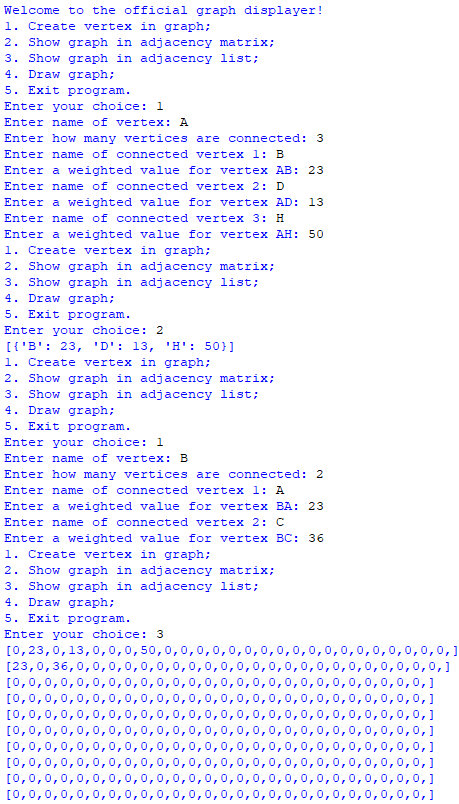 Welcome to the official graph displayer!
1. Create vertex in graph;
2. Show graph in adjacency matrix;
3. Show graph in adjacency list;
4. Draw graph;
5. Exit program.
Enter your choice: 1
Enter name of vertex: A
Enter how many vertices are connected: 3
Enter name of connected vertex 1: B
Enter a weighted value for vertex AB: 23
Enter name of connected vertex 2: D
Enter a weighted value for vertex AD: 13
Enter name of connected vertex 3: H
Enter a weighted value for vertex AH: 50
1. Create vertex in graph;
2. Show graph in adjacency matrix;
3. Show graph in adjacency list;
4. Draw graph;
5. Exit program.
Enter your choice: 2
[{'B': 23, 'D': 13, 'H': 50}]
1. Create vertex in graph;
2. Show graph in adjacency matrix;
3. Show graph in adjacency list;
4. Draw graph;
5. Exit program.
Enter your choice: 1
Enter name of vertex: B
Enter how many vertices are connected: 2
Enter name of connected vertex 1: A
Enter a weighted value for vertex BA: 23
Enter name of connected vertex 2: C
Enter a weighted value for vertex BC: 36
1. Create vertex in graph;
2. Show graph in adjacency matrix;
3. Show graph in adjacency list;
4. Draw graph;
5. Exit program.
Enter your choice: 3
[0,23,0,13,0,0,0,50,0,0,0,0,0,0,0,0,0,0,0,0,0,0,0,0,0,0,]
[23,0,36,0,0,0,0,0,0,0,0,0,0,0,0,0,0,0,0,0,0,0,0,0,0,0,]
[0,0,0,0,0,0,0,0,0,0,0,0,0,0,0,0,0,0,0,0,0,0,0,0,0,0,]
[0,0,0,0,0,0,0,0,0,0,0,0,0,0,0,0,0,0,0,0,0,0,0,0,0,0,]
[0,0,0,0,0,0,0,0,0,0,0,0,0,0,0,0,0,0,0,0,0,0,0,0,0,0,]
[0,0,0,0,0,0,0,0,0,0,0,0,0,0,0,0,0,0,0,0,0,0,0,0,0,0,]
[0,0,0,0,0,0,0,0,0,0,0,0,0,0,0,0,0,0,0,0,0,0,0,0,0,0,]
[0,0,0,0,0,0,0,0,0,0,0,0,0,0,0,0,0,0,0,0,0,0,0,0,0,0,]
[0,0,0,0,0,0,0,0,0,0,0,0,0,0,0,0,0,0,0,0,0,0,0,0,0,0,]
[0,0,0,0,0,0,0,0,0,0,0,0,0,0,0,0,0,0,0,0,0,0,0,0,0,0,]